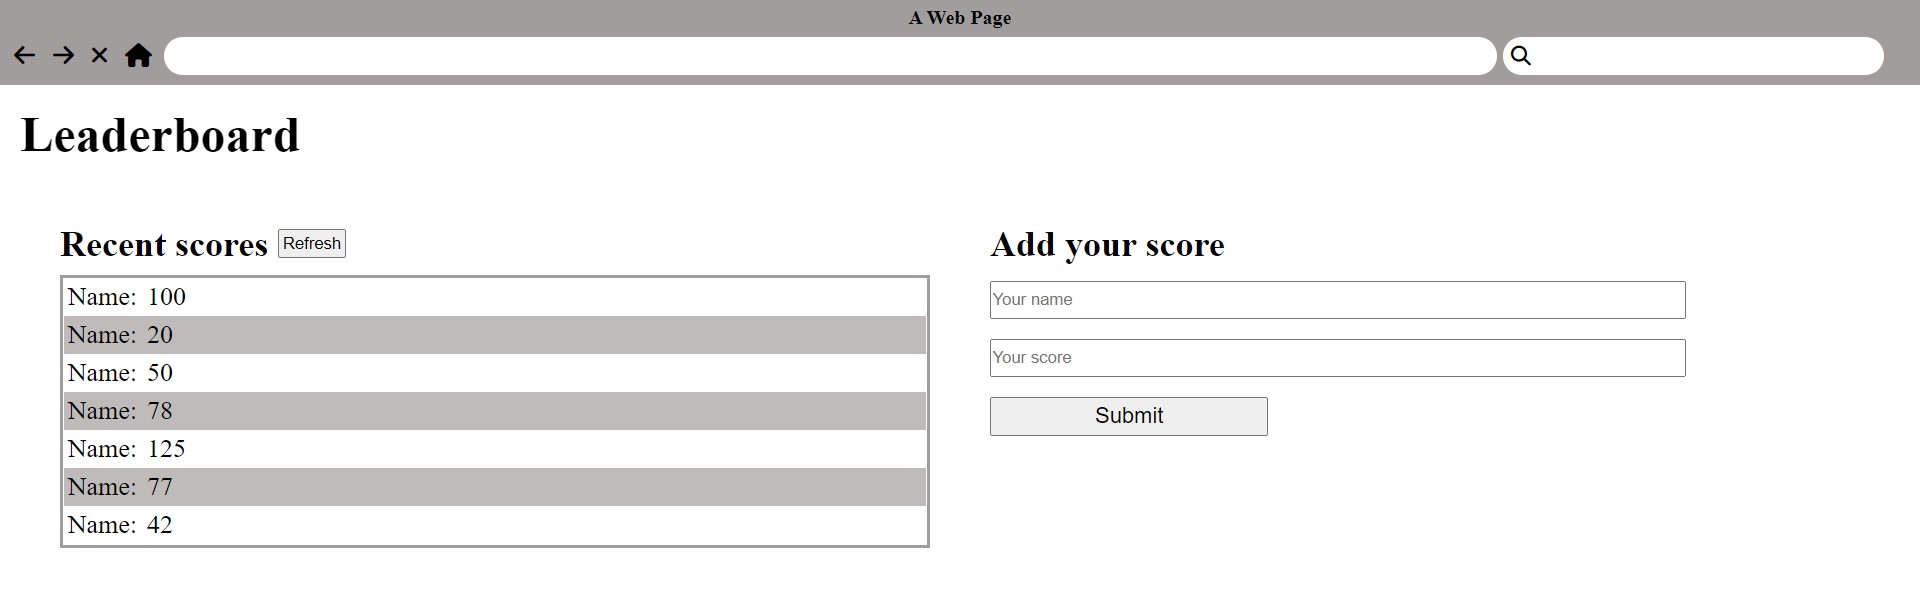 A Web Page
Leaderboard
Recent scores Refresh
Name: 100
Name: 20
Name: 50
Name: 78
Name: 125
Name: 77
Name: 42
Add your score
Your name
Your score
Submit